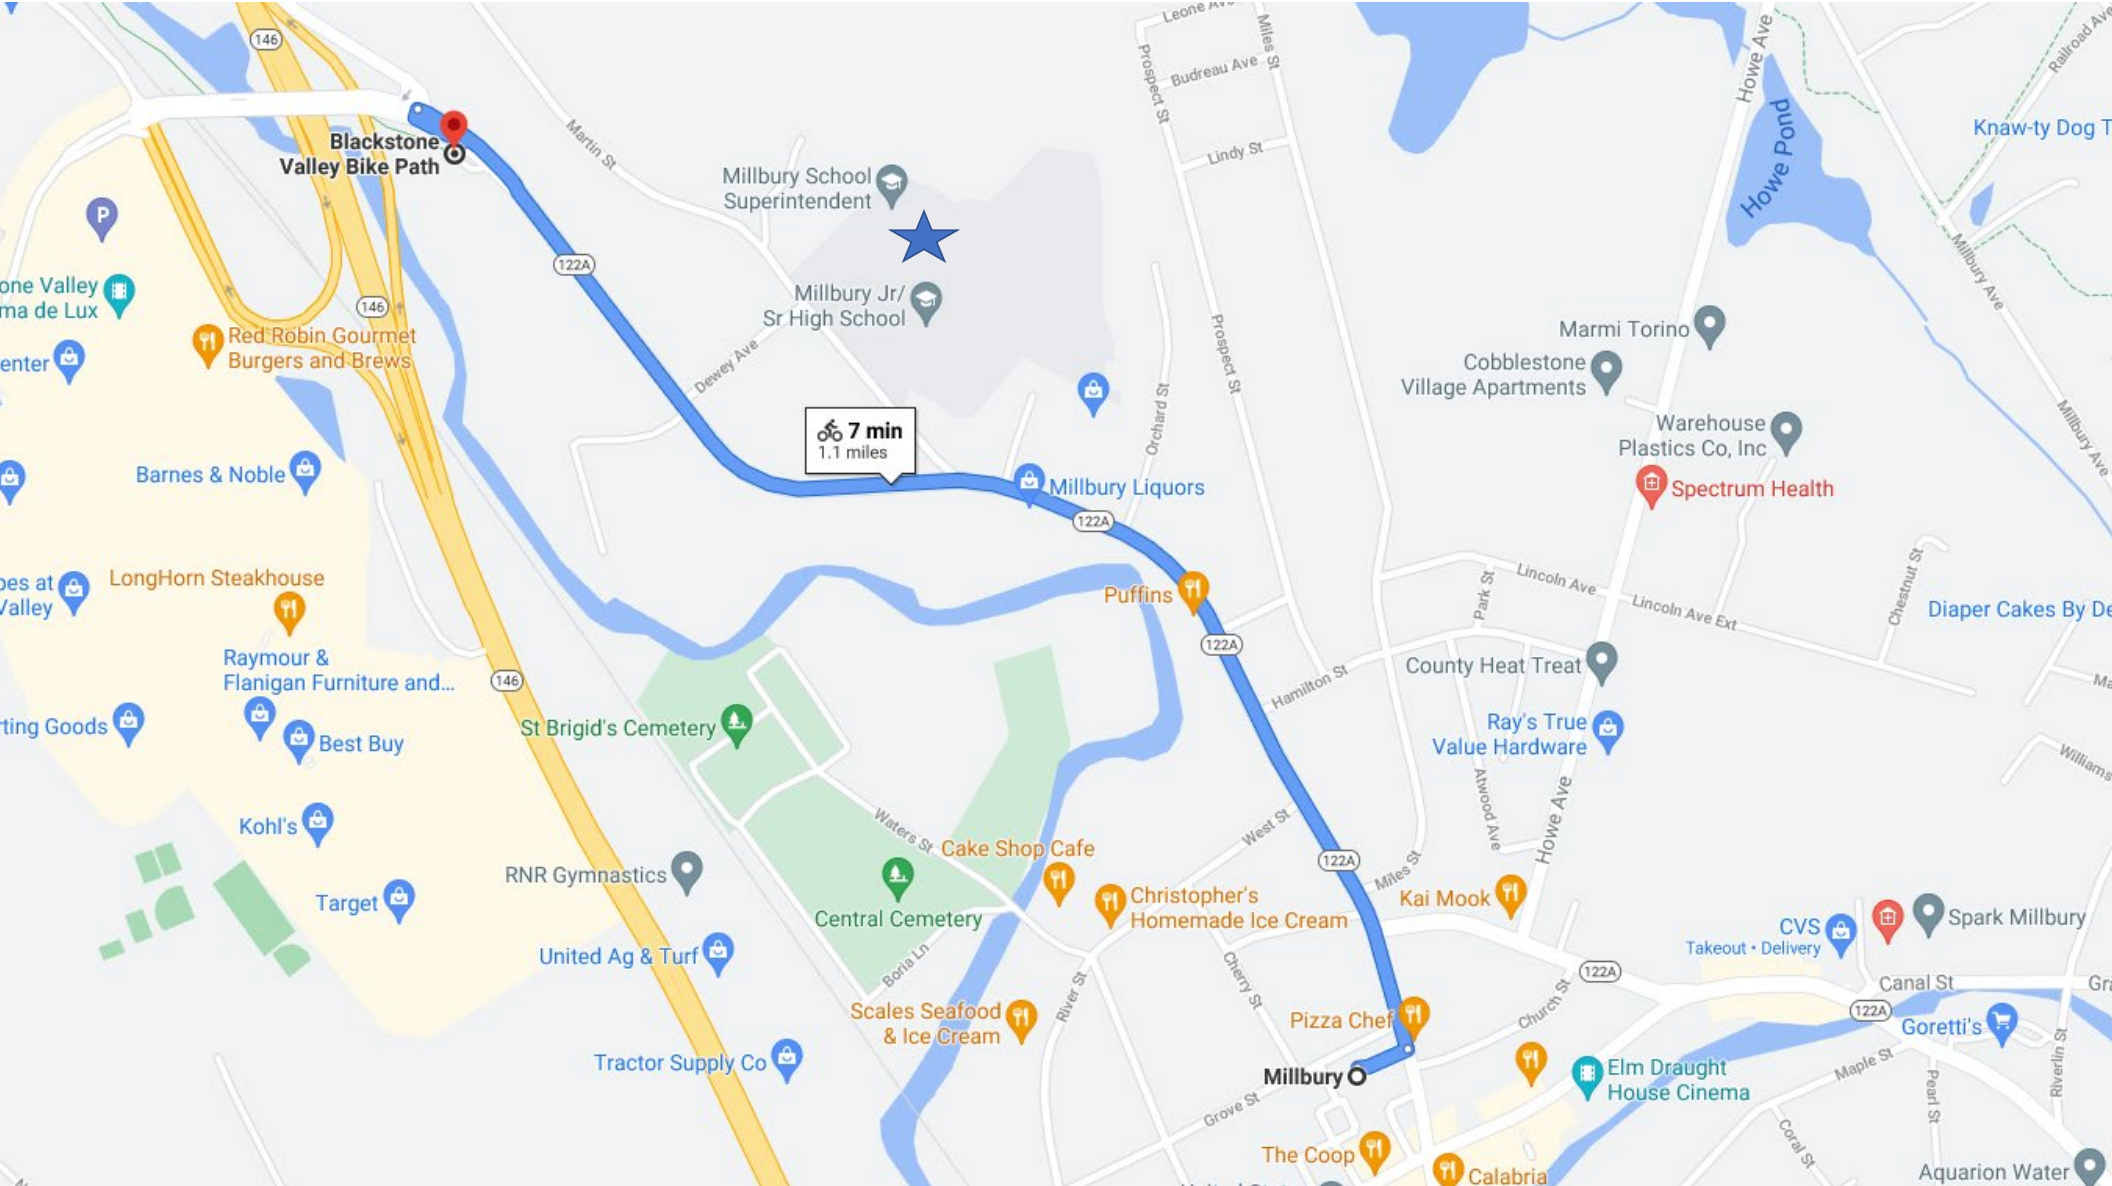 Leone Ave
Miles St
Prospect St
Budreau Ave
Howe Ave
Railroad Ave
146
Blackstone
Valley Bike Path
Martin St
Lindy St
Howe Pond
Knaw-ty Dog T
Millbury School
Superintendent
P
122A
Millbury Ave
one Valley
ma de Lux
146
Millbury Jr/
Sr High School
Red Robin Gourmet
Burgers and Brews
enter
Dewey Ave
Prospect St
Marmi Torino
Cobblestone
Village Apartments
Orchard St
7 min
1.1 miles
Warehouse
Plastics Co, Inc
Millbury Ave
Barnes & Noble
Millbury Liquors
Spectrum Health
122A
LongHorn Steakhouse
Puffins
Lincoln Ave
Park St
Lincoln Ave Ext
Chestnut St
Diaper Cakes By De
pes at
Valley
122A
Raymour &
Flanigan Furniture and...
146
County Heat Treat
Hamilton St
Ma
rting Goods
Best Buy
St Brigid's Cemetery
Ray's True
Value Hardware
Williams
Kohl's
Waters St
Cake Shop Cafe
West St
Atwood Ave
Howe Ave
122A
Miles St
RNR Gymnastics
Target
Central Cemetery
Christopher's
Homemade Ice Cream
Kai Mook
CVS
Takeout • Delivery
Spark Millbury
United Ag & Turf
Boria Ln
Cherry St
122A
Canal St
Gra
River St
Scales Seafood
& Ice Cream
Pizza Chef
Church St
122A
Goretti's
Tractor Supply Co
Millbury
Elm Draught
House Cinema
Maple St
Riverlin St
Grove St
Pearl St
Coral St
The Coop
Calabria
Aquarion Water